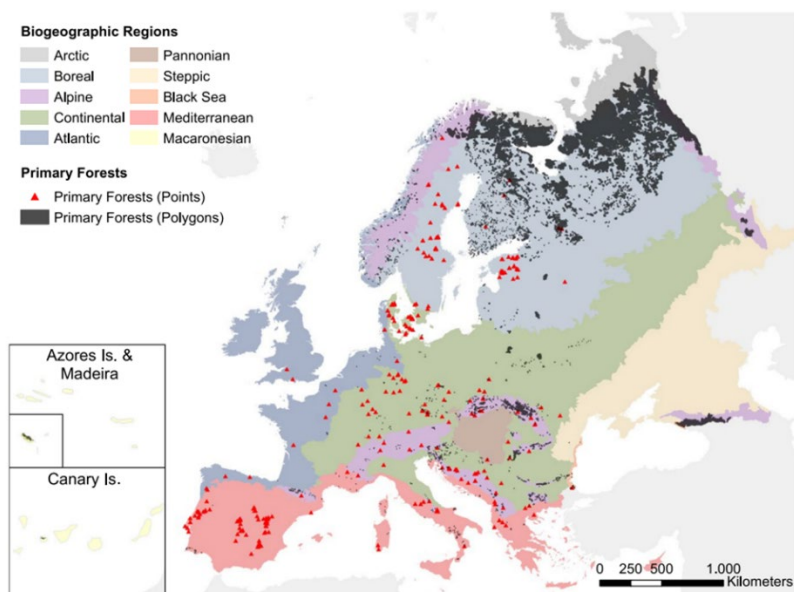 Biogeographic Regions
Arctic
Boreal
Alpine
Continental
Atlantic
Pannonian
Steppic
Black Sea
Mediterranean
Macaronesian
Primary Forests
Primary Forests (Points)
Primary Forests (Polygons)
Azores Is. &
Madeira
Canary Is.
0 250 500 1.000
Kilometers